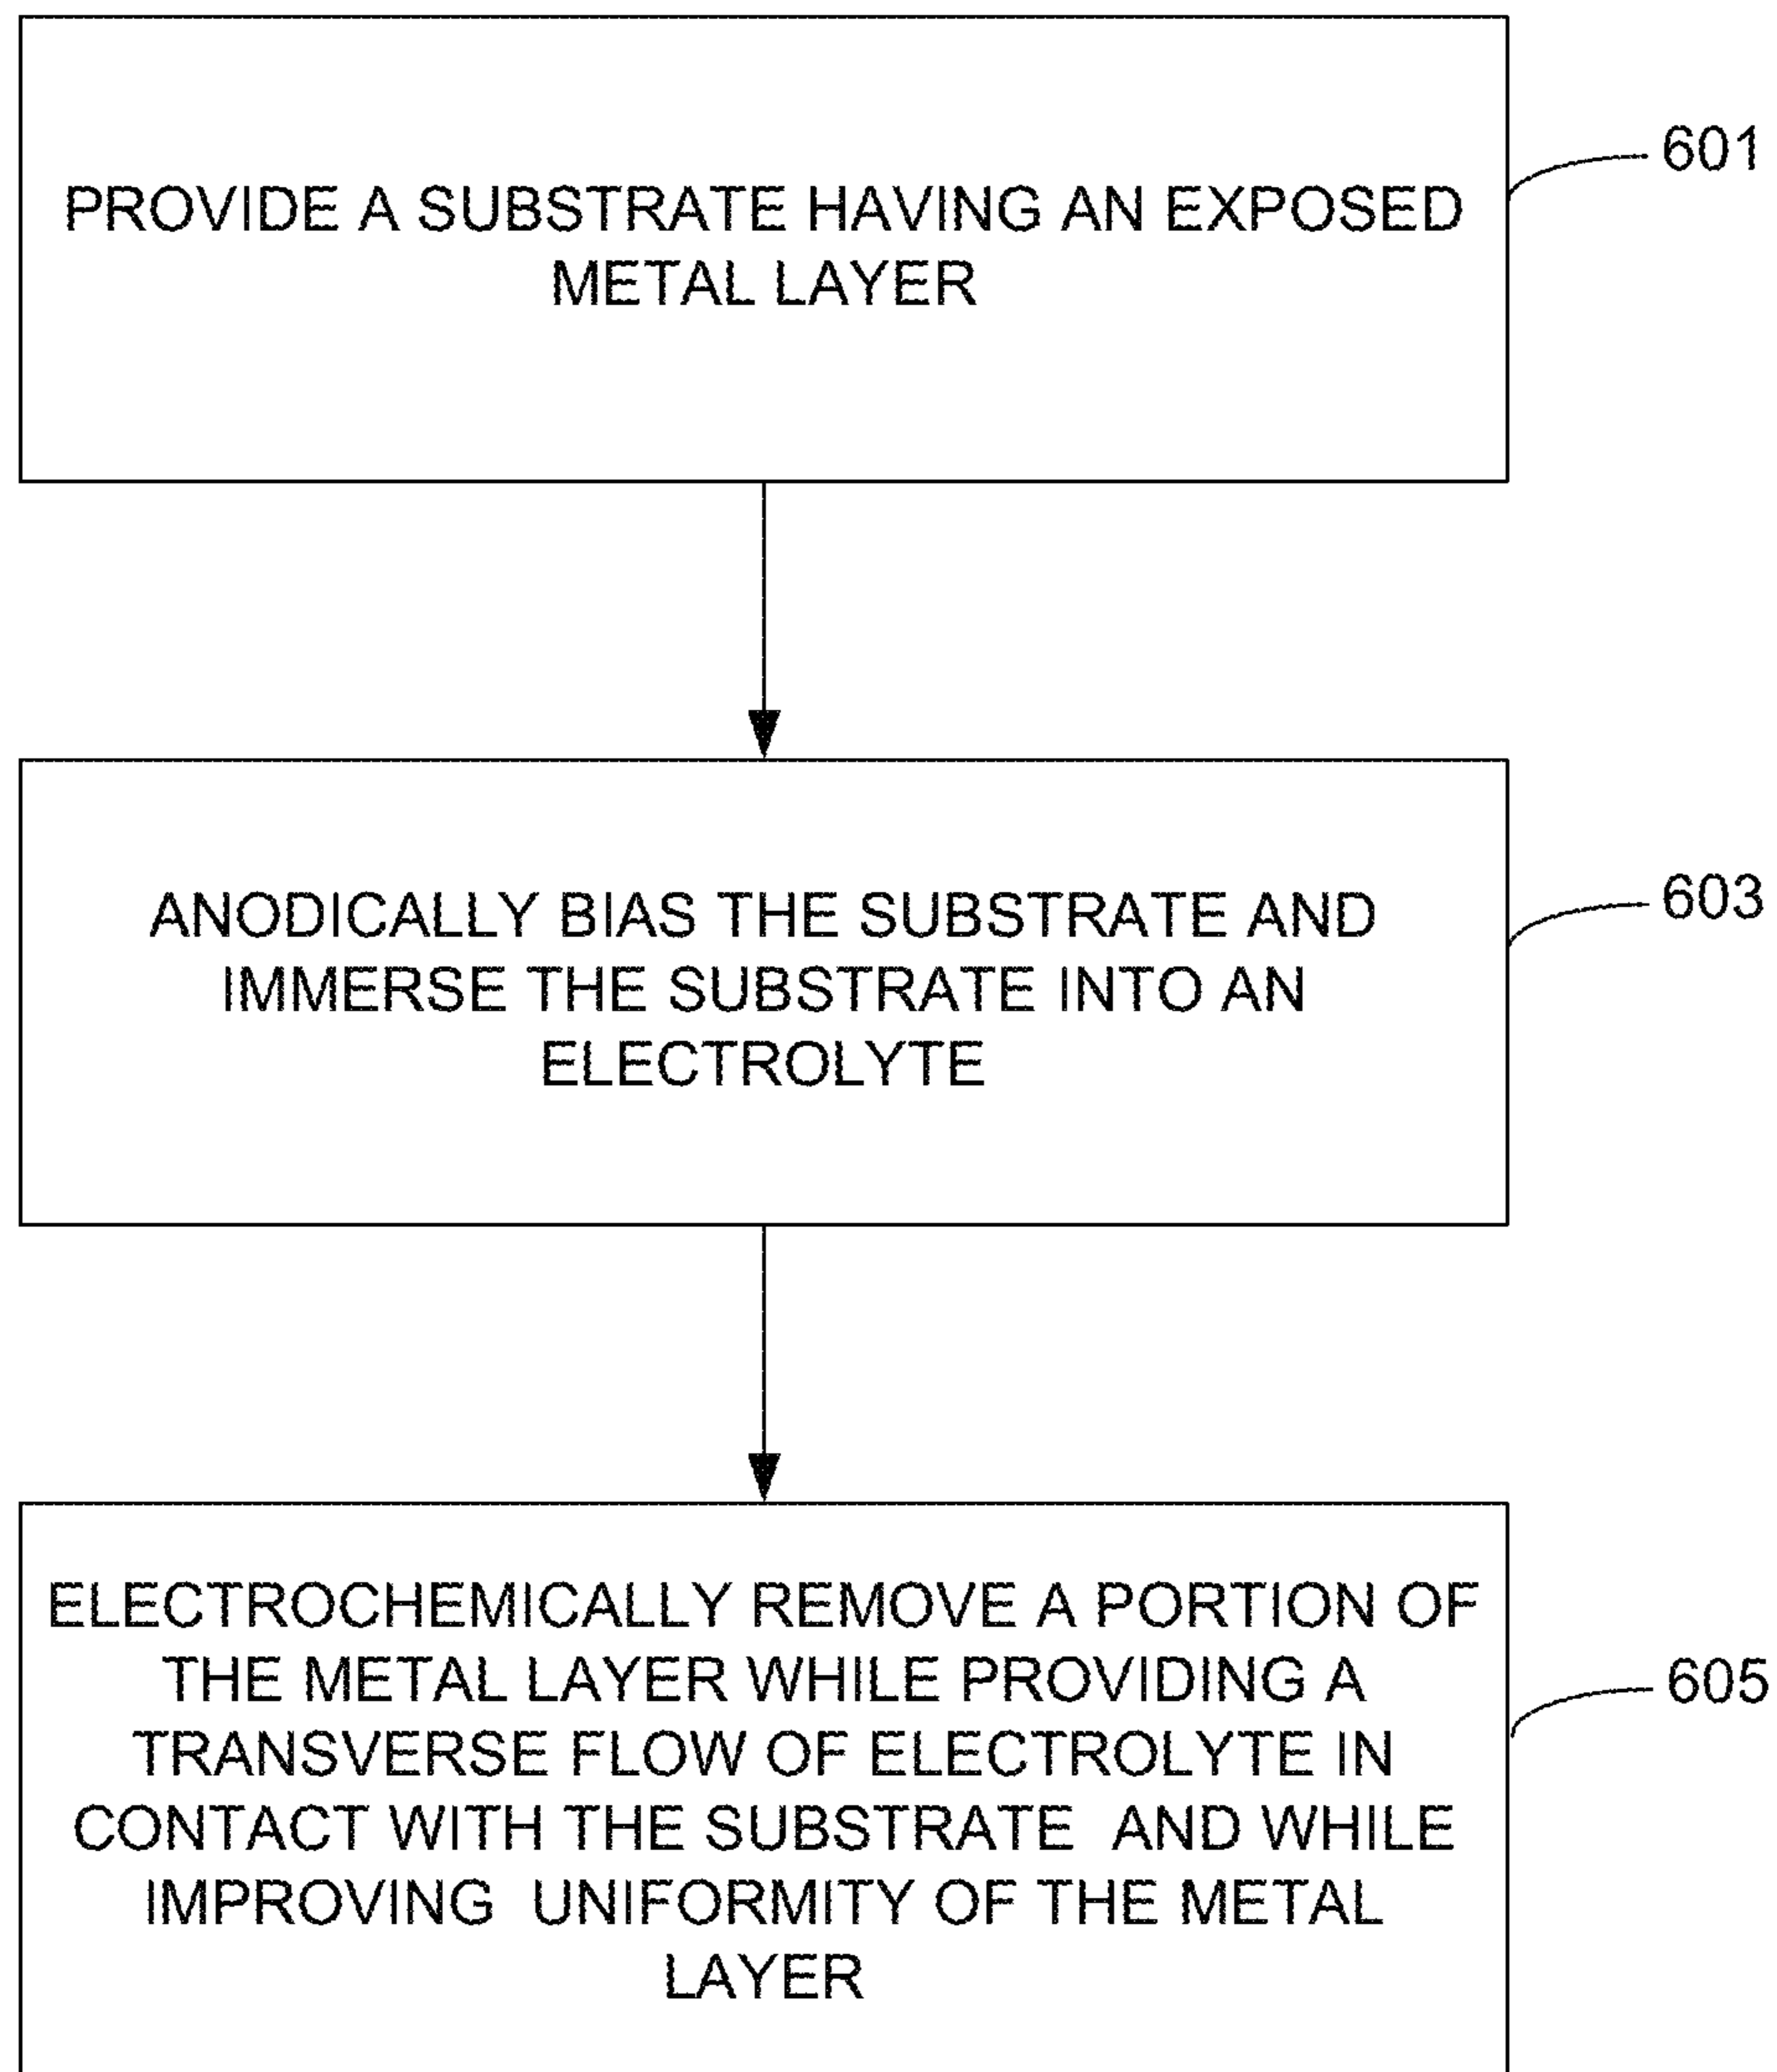 PROVIDE A SUBSTRATE HAVING AN EXPOSED
METAL LAYER
601
ANODICALLY BIAS THE SUBSTRATE AND
IMMERSE THE SUBSTRATE INTO AN
ELECTROLYTE
603
ELECTROCHEMICALLY REMOVE A PORTION OF
THE METAL LAYER WHILE PROVIDING A
TRANSVERSE FLOW OF ELECTROLYTE IN
CONTACT WITH THE SUBSTRATE AND WHILE
IMPROVING UNIFORMITY OF THE METAL
LAYER
605